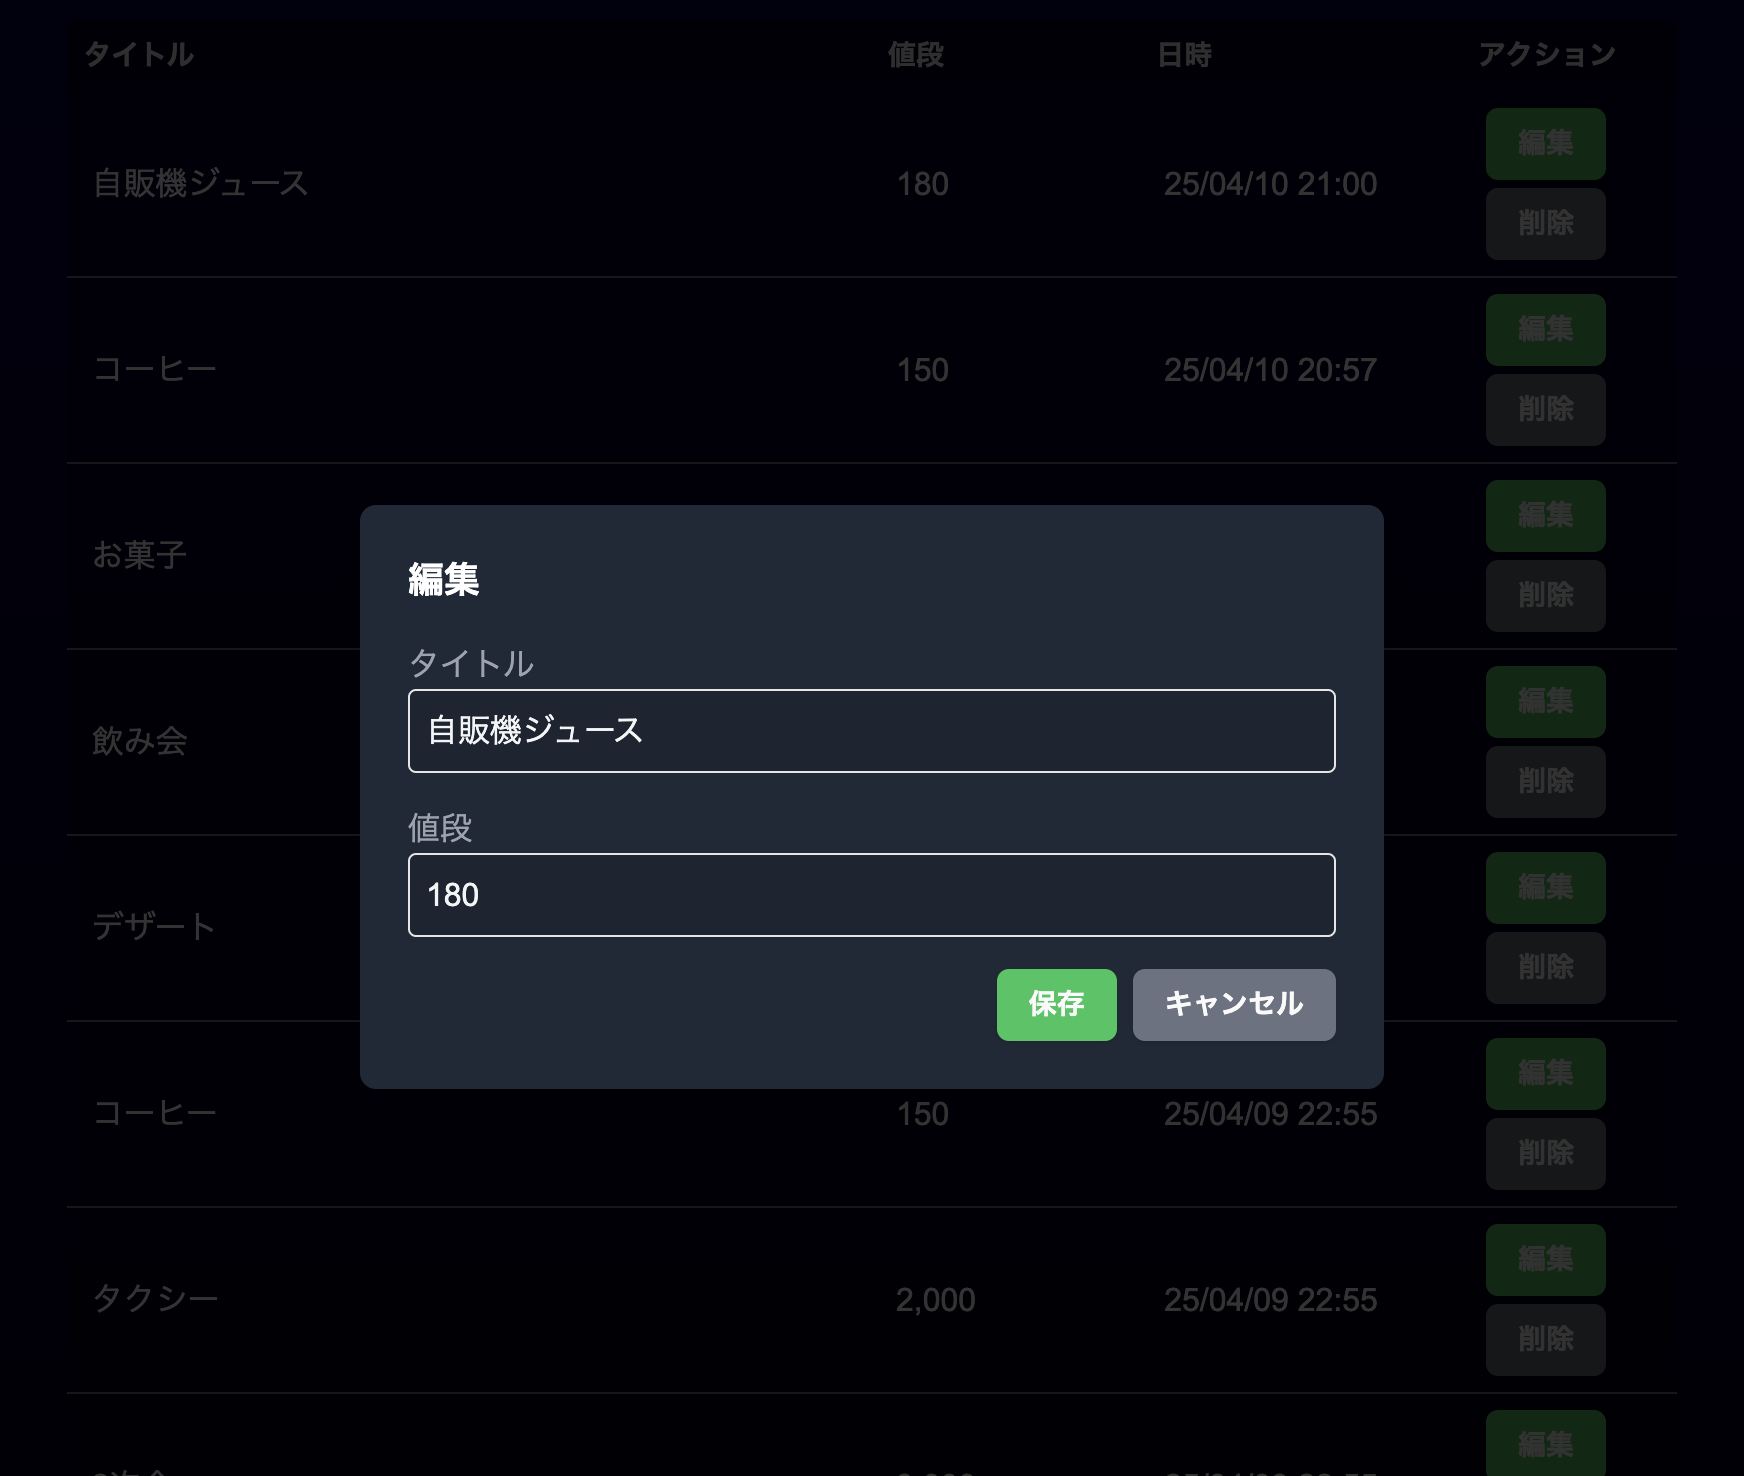 タイトル 値段 日時 アクション
編集
自販機ジュース 180 25/04/10 21:00
削除
編集
コーヒー 150 25/04/10 20:57
削除
編集
お菓子
削除
編集
タイトル
自販機ジュース
値段
180
保存 キャンセル
編集
飲み会
削除
編集
デザート
削除
編集
コーヒー 150 25/04/09 22:55
削除
編集
タクシー 2,000 25/04/09 22:55
削除
編集